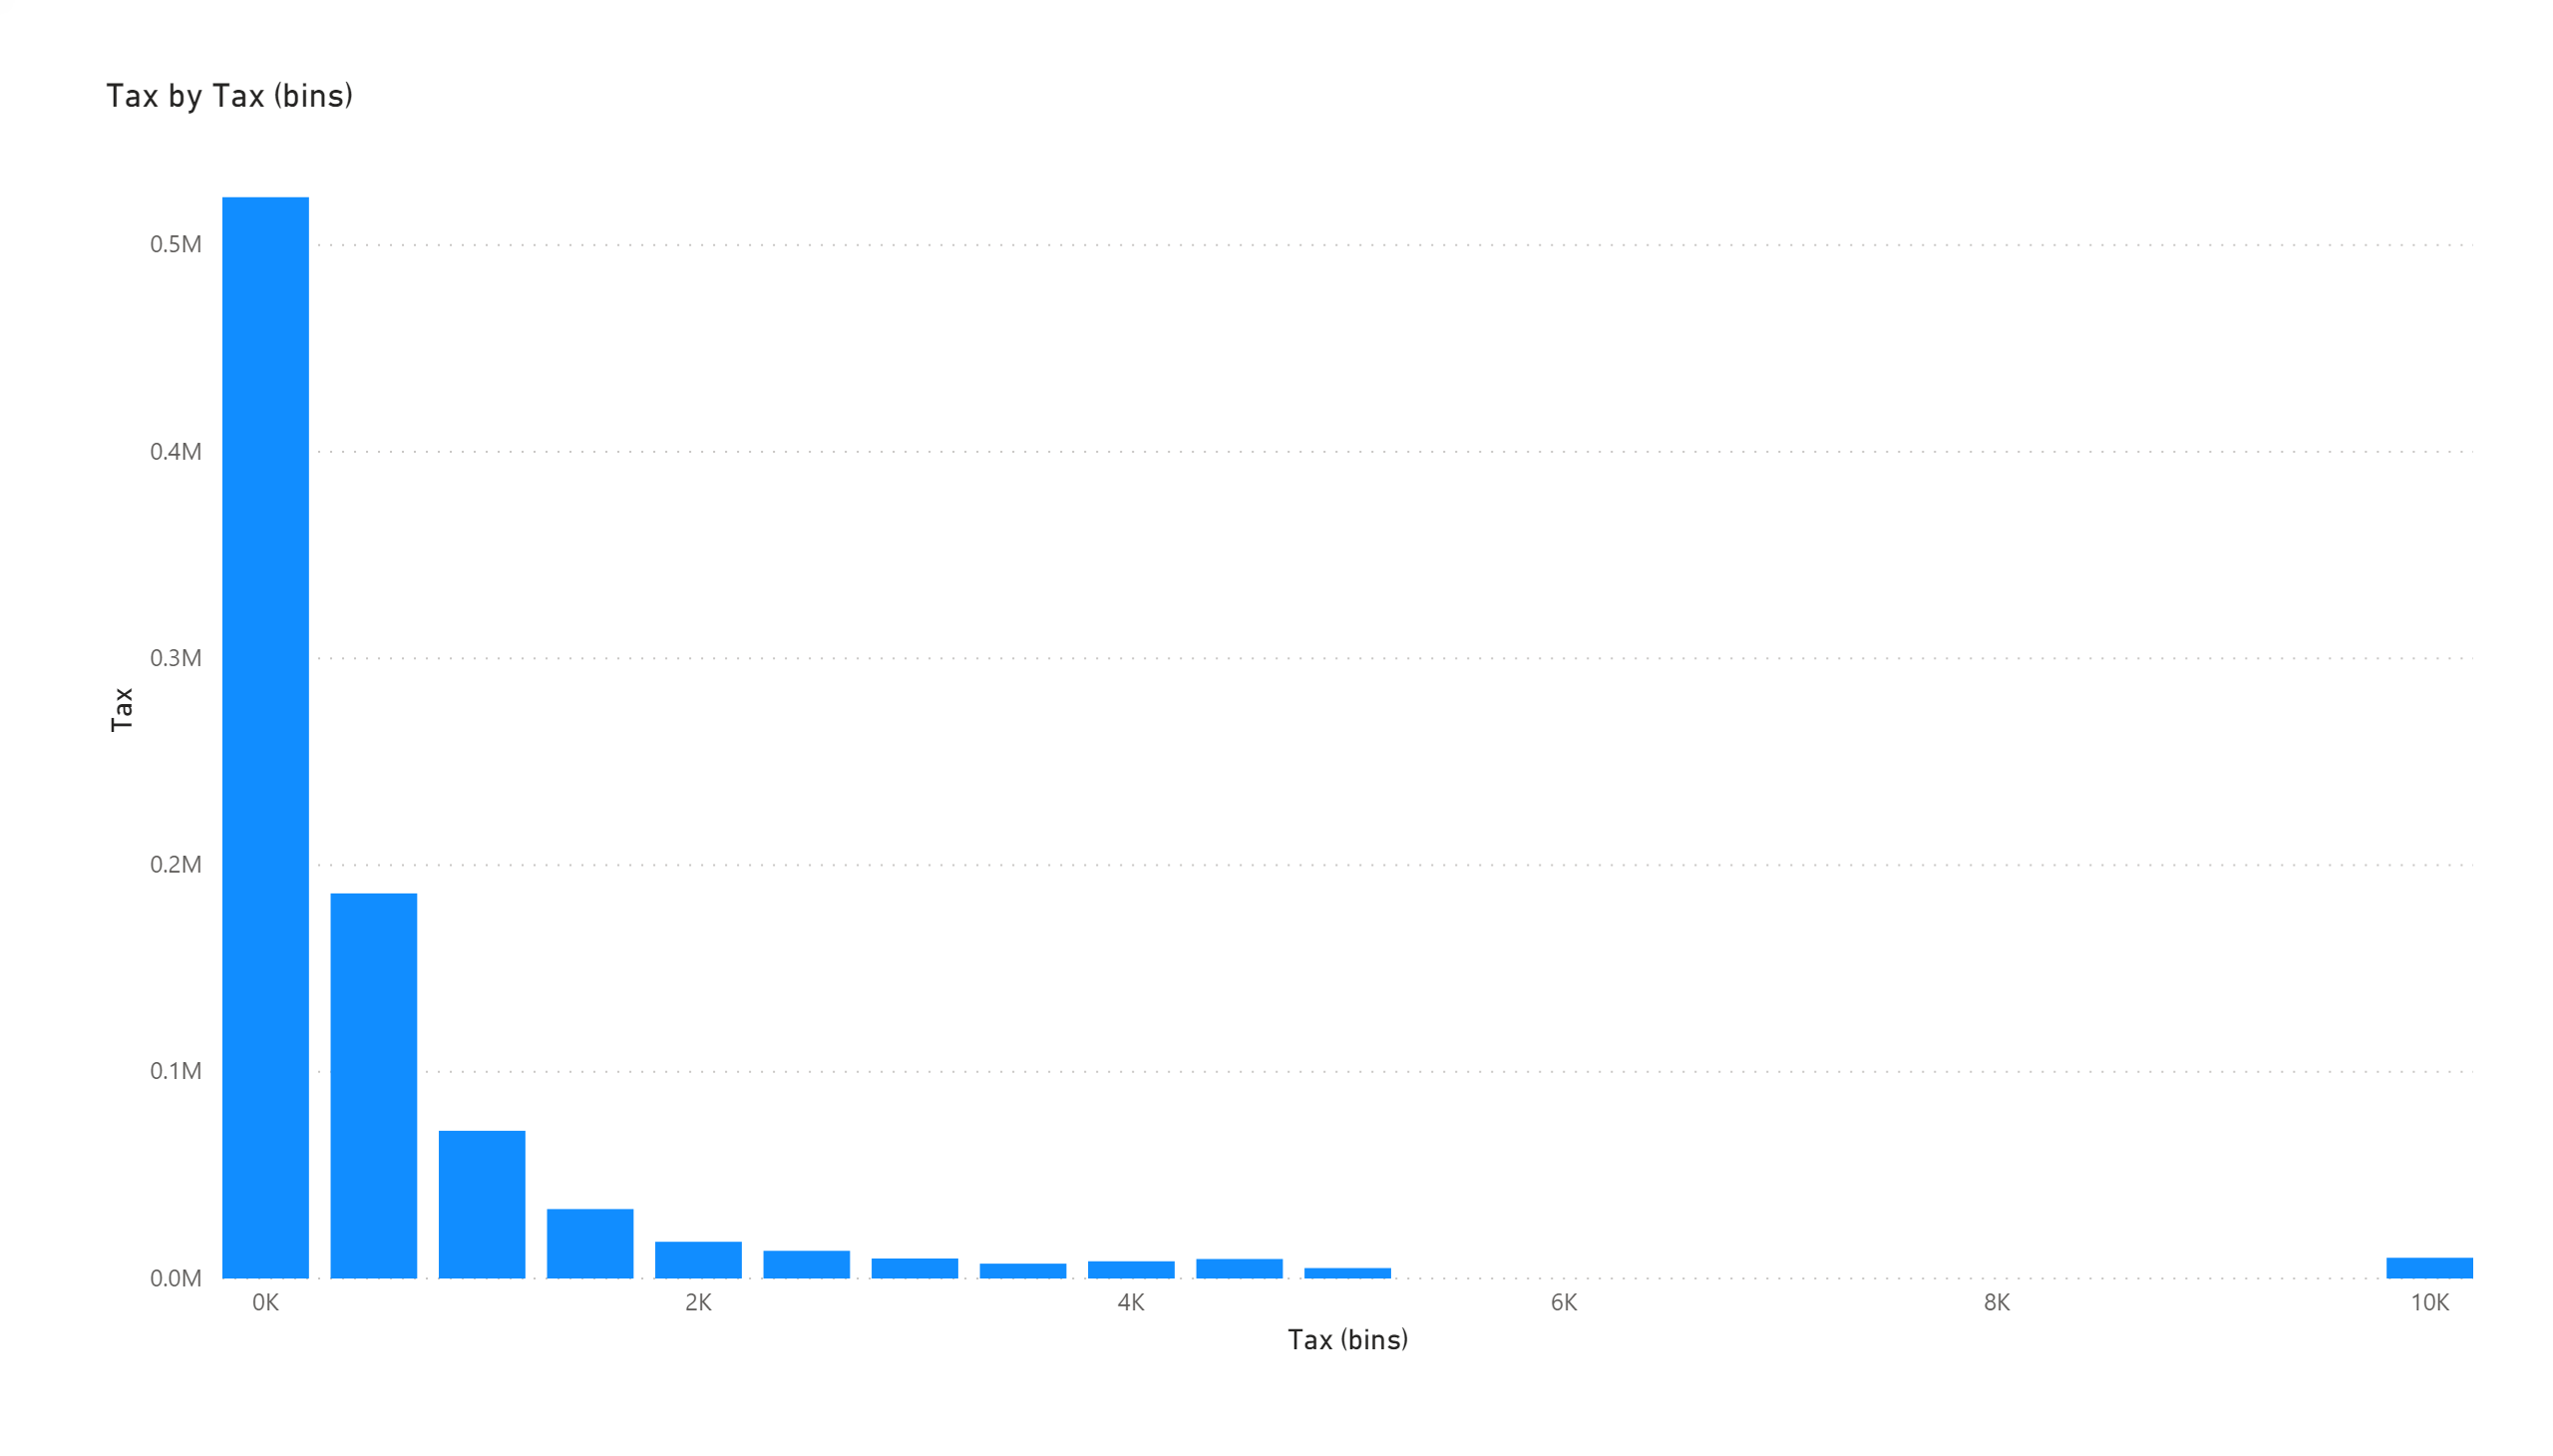 Tax by Tax (bins)
0.5M
0.4M
0.3M
0.2M
0.1M
0.0M
Tax
0K 2K 4K 6K 8K 10K
Tax (bins)